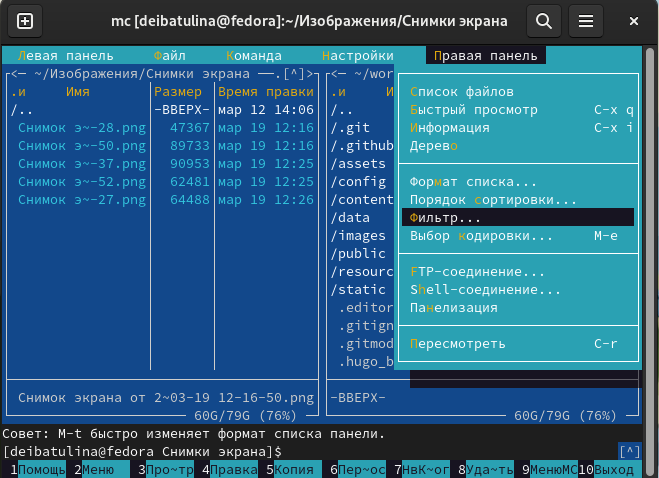 mc [deibatulina@fedora]:~/Изображения/Снимки экрана
Левая панель Файл Команда Настройки Правая панель
<— ~/Изображения/Снимки экрана ——.[^]> <— ~/wor
.и Имя Размер Время правки .и И
/.. -ВВЕРХ- мар 12 14:06 /..
Снимок э~-28.png 47367 мар 19 12:16 /.git
Снимок э~-50.png 89733 мар 19 12:16 /.github
Снимок э~-37.png 90953 мар 19 12:25 /assets
Снимок э~-52.png 62481 мар 19 12:25 /config
Снимок э~-27.png 64488 мар 19 12:26 /content
/data
/images
/public
/resourc
/static
.editor
.gitign
.gitmod
.hugo_b
Список файлов
Быстрый просмотр C-x q
Информация C-x i
Дерево
Формат списка...
Порядок сортировки...
Фильтр...
Выбор кодировки... M-e
FTP-соединение...
Shell-соединение...
Панелизация
Пересмотреть C-r
Снимок экрана от 2~03-19 12-16-50.png -ВВЕРХ-
60G/79G (76%) 60G/79G (76%)
Совет: M-t быстро изменяет формат списка панели.
[deibatulina@fedora Снимки экрана]$ [^]
1Помощь 2Меню 3Про~тр 4Правка 5Копия 6Пер~ос 7НвК~ог 8Уда~ть 9МенюМС 10Выход